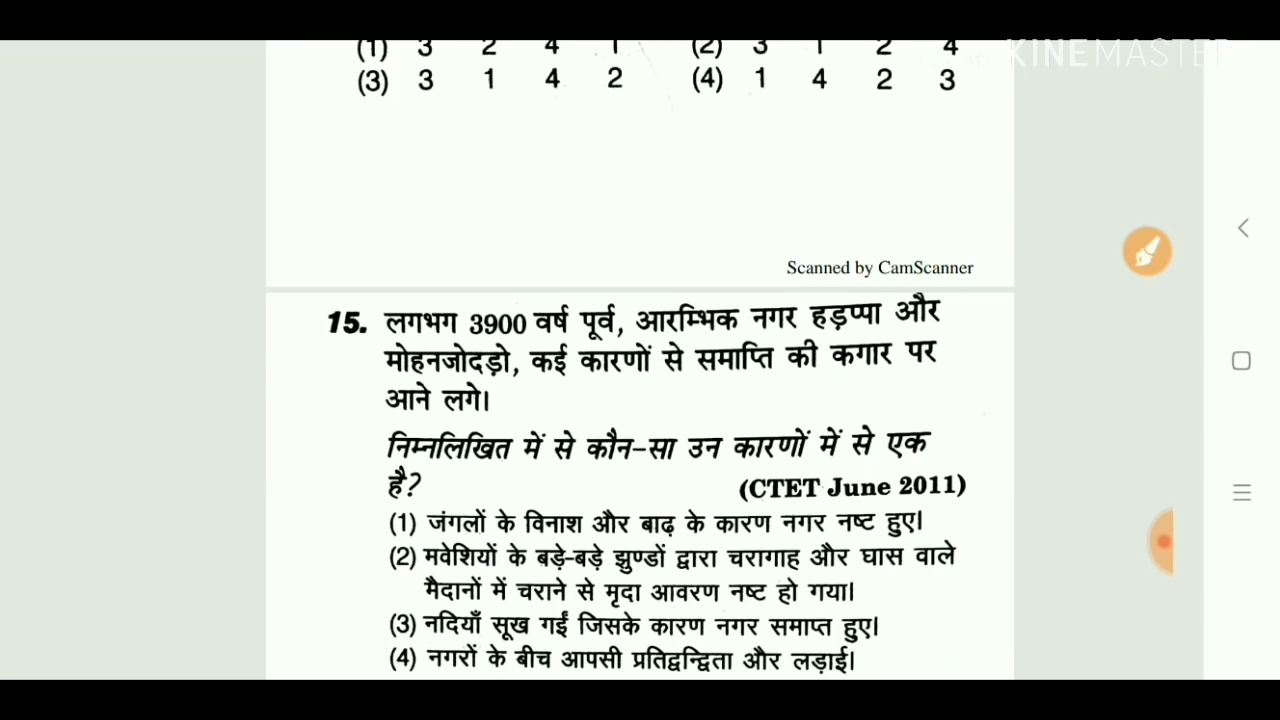 (1) 3 2 4 1 (2) 3 1 2 4
KINEMASTER
(3) 3 1 4 2 (4) 1 4 2 3
Scanned by CamScanner
15. लगभग 3900 वर्ष पूर्व, आरम्भिक नगर हड़प्पा और
मोहनजोदड़ो, कई कारणों से समाप्ति की कगार पर
आने लगे।
निम्नलिखित में से कौन-सा उन कारणों में से एक
है? (CTET June 2011)
(1) जंगलों के विनाश और बाढ़ के कारण नगर नष्ट हुए।
(2) मवेशियों के बड़े-बड़े झुण्डों द्वारा चरागाह और घास वाले
मैदानों में चराने से मृदा आवरण नष्ट हो गया।
(3) नदियाँ सूख गईं जिसके कारण नगर समाप्त हुए।
(4) नगरों के बीच आपसी प्रतिद्वन्द्विता और लड़ाई।